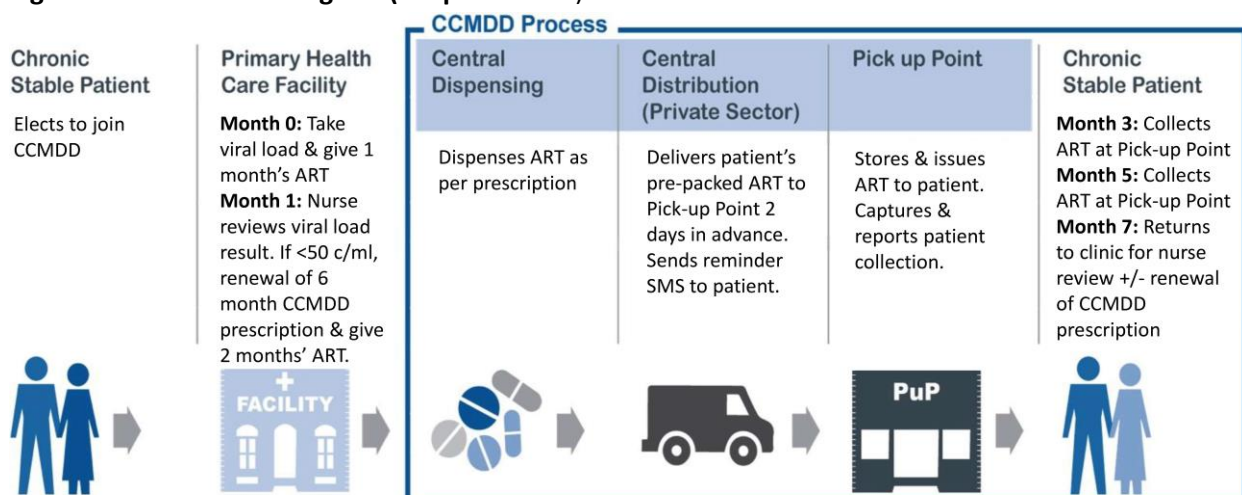 CCMDD Process
Chronic
Stable Patient
Elects to join
CCMDD
Primary Health
Care Facility
Month 0: Take
viral load & give 1
month's ART
Month 1: Nurse
reviews viral load
result. If <50 c/ml,
renewal of 6
month CCMDD
prescription & give
2 months' ART.
FACILITY
Central
Dispensing
Dispenses ART as
per prescription
Central
Distribution
(Private Sector)
Delivers patient's
pre-packed ART to
Pick-up Point 2
days in advance.
Sends reminder
SMS to patient.
Pick up Point
Stores & issues
ART to patient.
Captures &
reports patient
collection.
PuP
Chronic
Stable Patient
Month 3: Collects
ART at Pick-up Point
Month 5: Collects
ART at Pick-up Point
Month 7: Returns
to clinic for nurse
review +/- renewal
of CCMDD
prescription